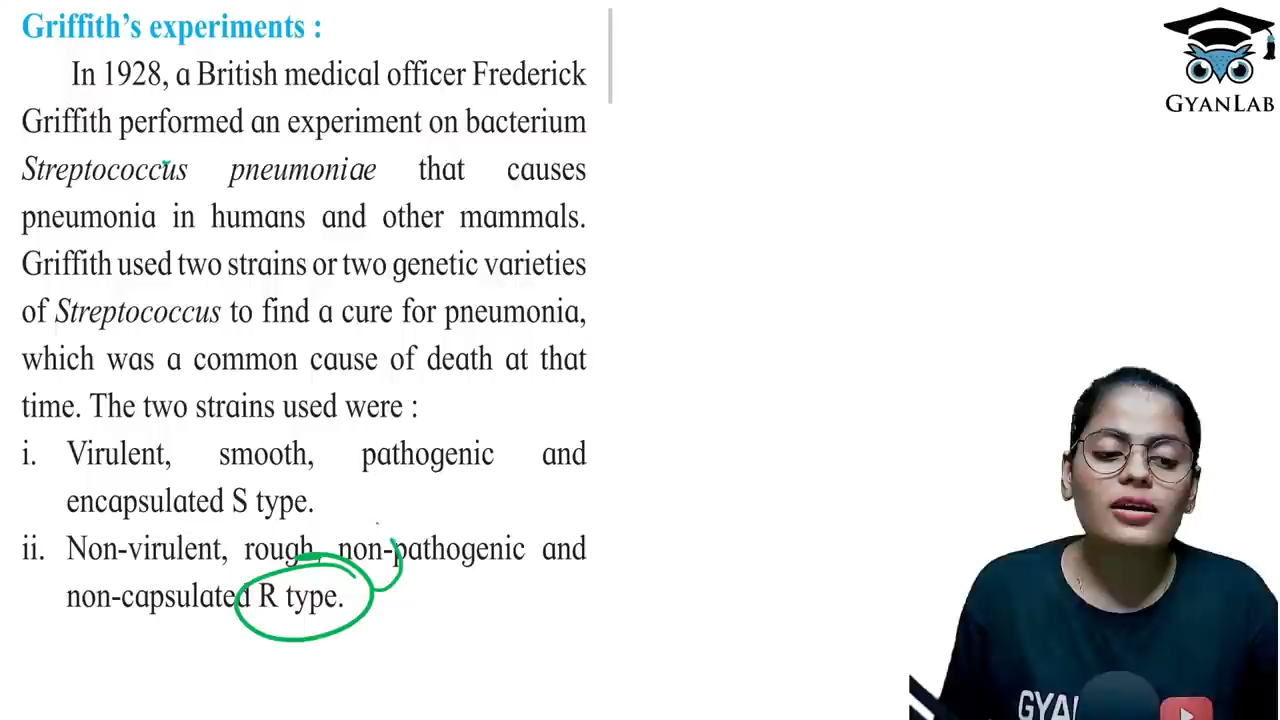 Griffith’s experiments :
In 1928, a British medical officer Frederick
Griffith performed an experiment on bacterium
Streptococcus pneumoniae that causes
pneumonia in humans and other mammals.
Griffith used two strains or two genetic varieties
of Streptococcus to find a cure for pneumonia,
which was a common cause of death at that
time. The two strains used were :
i. Virulent, smooth, pathogenic and
encapsulated S type.
ii. Non-virulent, rough, non-pathogenic and
non-capsulated R type.
GYANLAB
GYA